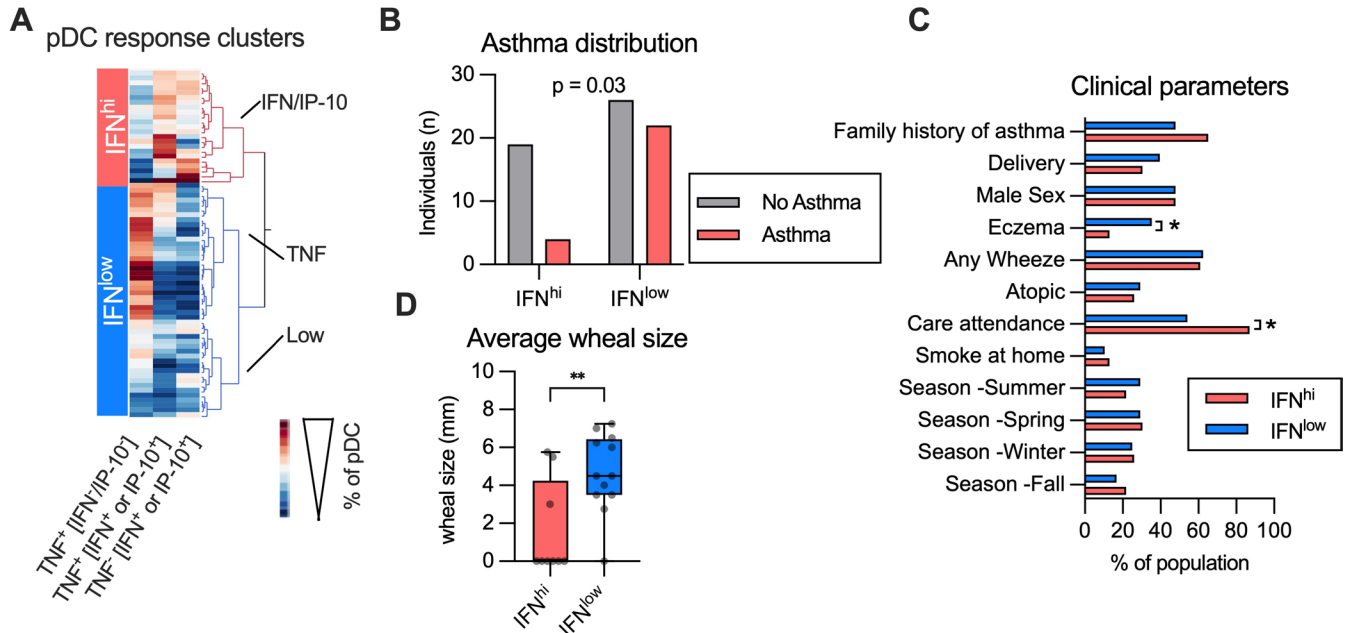 A
pDC response clusters
IFNhi
IFNlow
IFN/IP-10
TNF
Low
TNF+ [IFN-/IP-10-]
TNF+ [IFN+ or IP-10+]
TNF- [IFN+ or IP-10+]
% of pDC
B
Asthma distribution
p = 0.03
Individuals (n)
30
20
10
0
IFNhi
IFNlow
No Asthma
Asthma
D
Average wheal size
**
wheal size (mm)
10
8
6
4
2
0
IFNhi
IFNlow
C
Clinical parameters
Family history of asthma
Delivery
Male Sex
Eczema
*
Any Wheeze
Atopic
Care attendance
*
Smoke at home
Season -Summer
Season -Spring
Season -Winter
Season -Fall
0 20 40 60 80 100
% of population
IFNhi
IFNlow